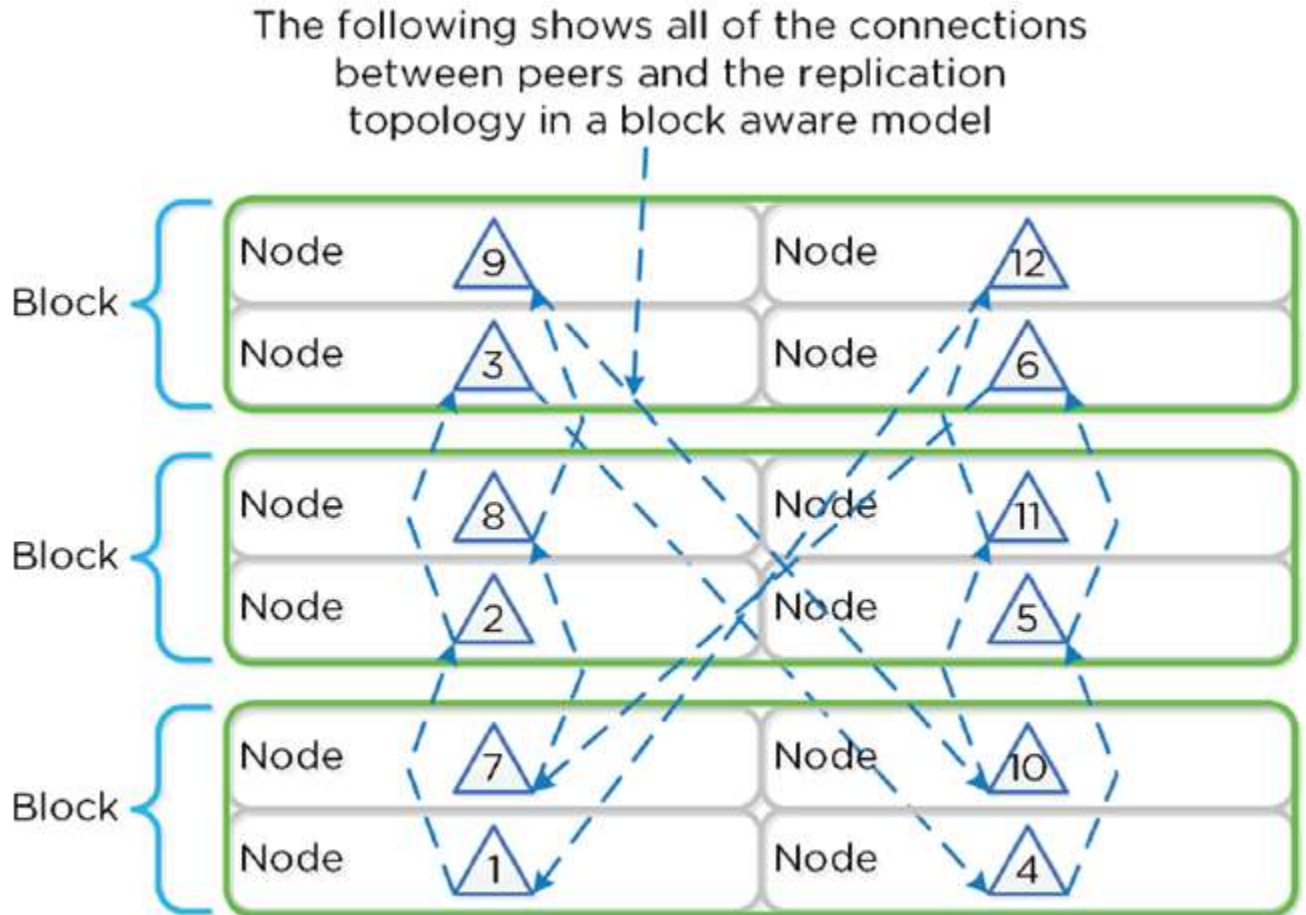 The following shows all of the connections
between peers and the replication
topology in a block aware model
Node 9 Node 12
Block
Node 3 Node 6
Node 8 Node 11
Block
Node 2 Node 5
Node 7 Node 10
Block
Node 1 Node 4